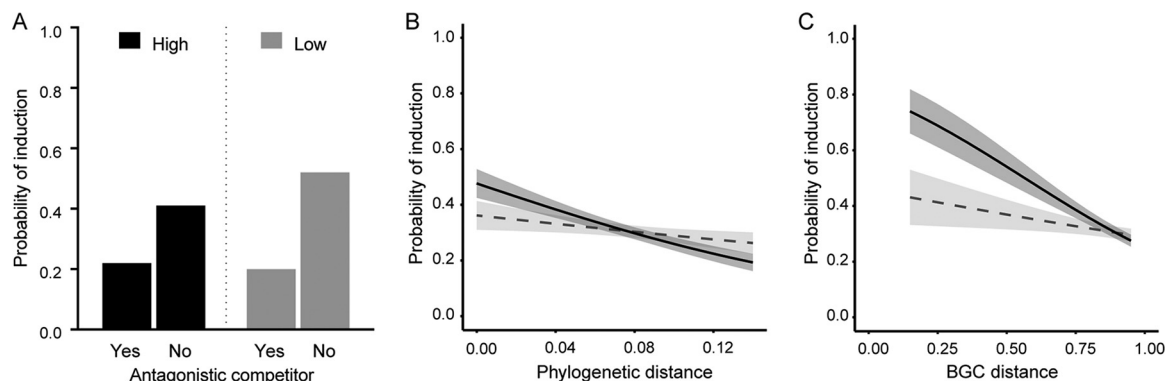 A
Probability of induction
1.0
0.8
0.6
0.4
0.2
0.0
High
Low
Yes
No
Yes
No
Antagonistic competitor
B
Probability of induction
1.0
0.8
0.6
0.4
0.2
0.0
0.00
0.04
0.08
0.12
Phylogenetic distance
C
Probability of induction
1.0
0.8
0.6
0.4
0.2
0.0
0.00
0.25
0.50
0.75
1.00
BGC distance